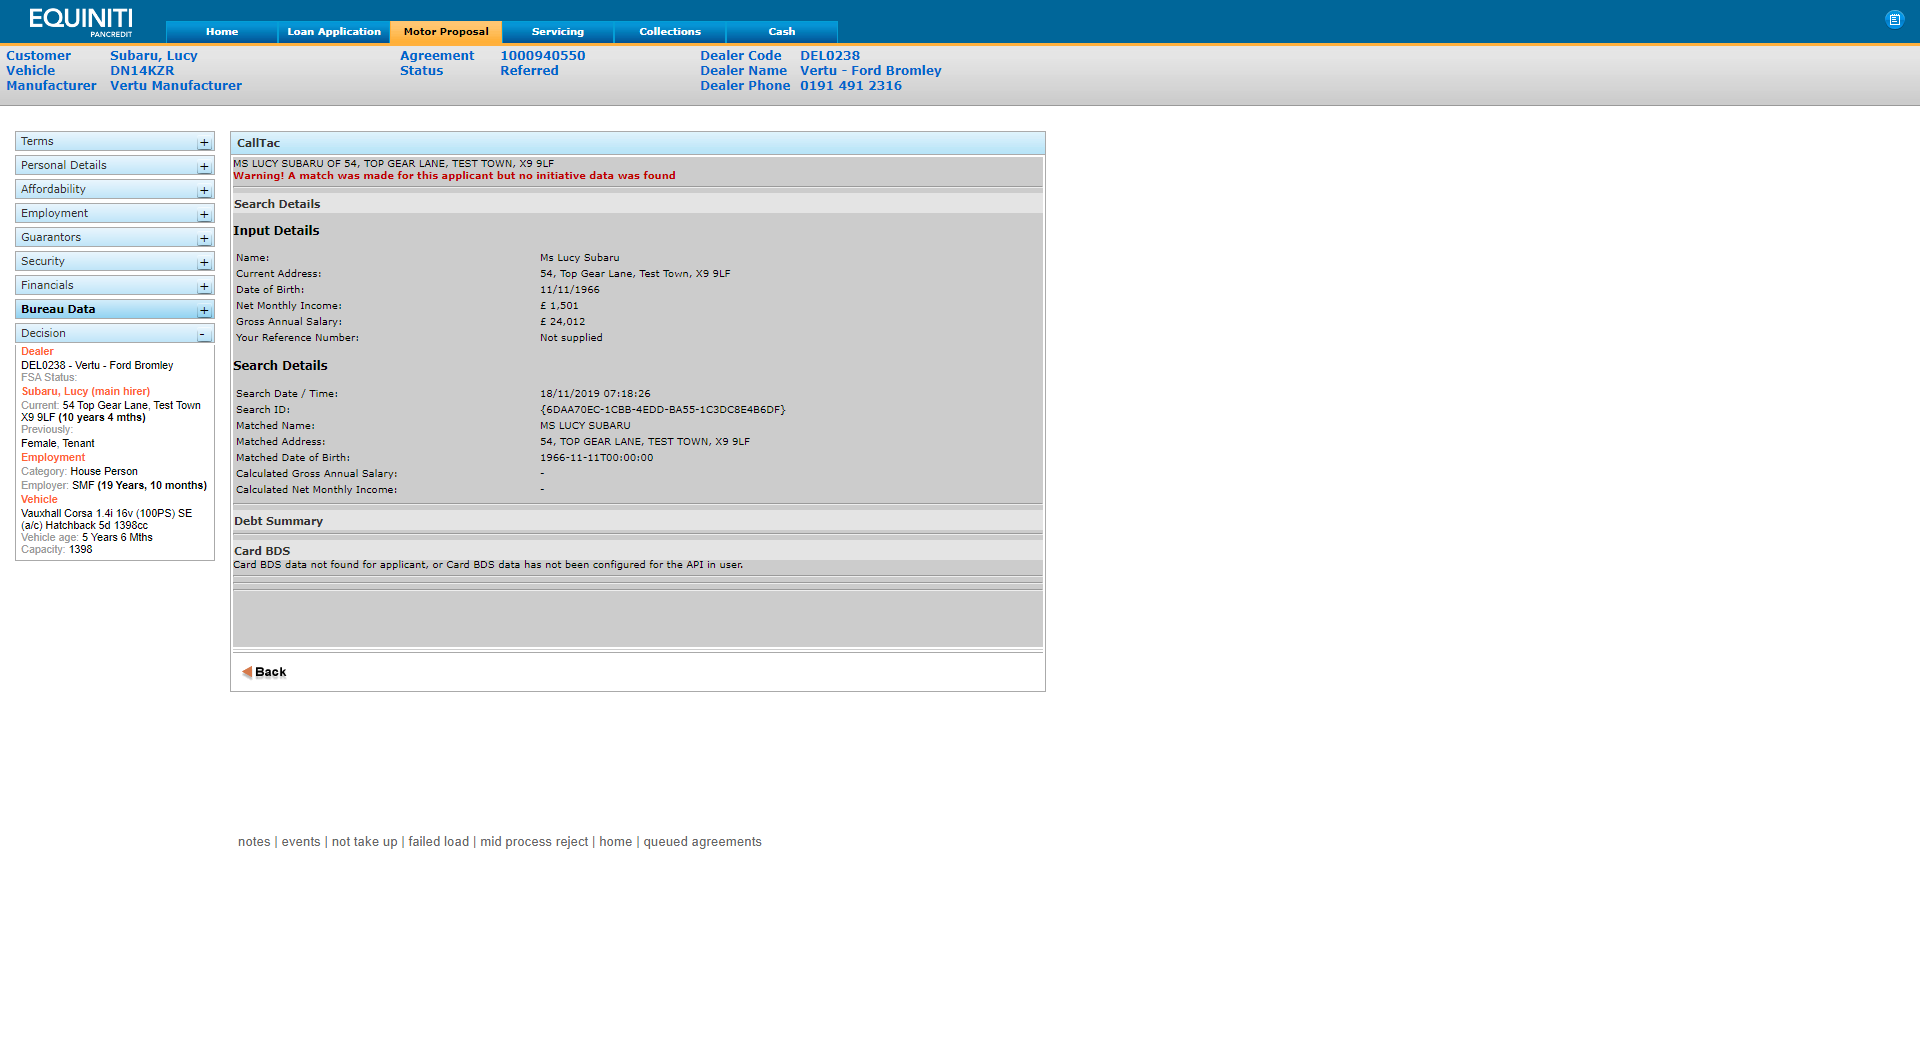 EQUINITI
PANCREDIT
Home
Loan Application
Motor Proposal
Servicing
Collections
Cash
Customer Subaru, Lucy Agreement 1000940550 Dealer Code DEL0238
Vehicle DN14KZR Status Referred Dealer Name Vertu - Ford Bromley
Manufacturer Vertu Manufacturer Dealer Phone 0191 491 2316
Terms +
Personal Details +
Affordability +
Employment +
Guarantors +
Security +
Financials +
Bureau Data +
Decision -
Dealer
DEL0238 - Vertu - Ford Bromley
FSA Status:
Subaru, Lucy (main hirer)
Current: 54 Top Gear Lane, Test Town
X9 9LF (10 years 4 mths)
Previously:
Female, Tenant
Employment
Category: House Person
Employer: SMF (19 Years, 10 months)
Vehicle
Vauxhall Corsa 1.4i 16v (100PS) SE
(a/c) Hatchback 5d 1398cc
Vehicle age: 5 Years 6 Mths
Capacity: 1398
CallTac
MS LUCY SUBARU OF 54, TOP GEAR LANE, TEST TOWN, X9 9LF
Warning! A match was made for this applicant but no initiative data was found
Search Details
Input Details
Name: Ms Lucy Subaru
Current Address: 54, Top Gear Lane, Test Town, X9 9LF
Date of Birth: 11/11/1966
Net Monthly Income: £ 1,501
Gross Annual Salary: £ 24,012
Your Reference Number: Not supplied
Search Details
Search Date / Time: 18/11/2019 07:18:26
Search ID: {6DAA70EC-1CBB-4EDD-BA55-1C3DC8E4B6DF}
Matched Name: MS LUCY SUBARU
Matched Address: 54, TOP GEAR LANE, TEST TOWN, X9 9LF
Matched Date of Birth: 1966-11-11T00:00:00
Calculated Gross Annual Salary: -
Calculated Net Monthly Income: -
Debt Summary
Card BDS
Card BDS data not found for applicant, or Card BDS data has not been configured for the API in user.
Back
notes | events | not take up | failed load | mid process reject | home | queued agreements